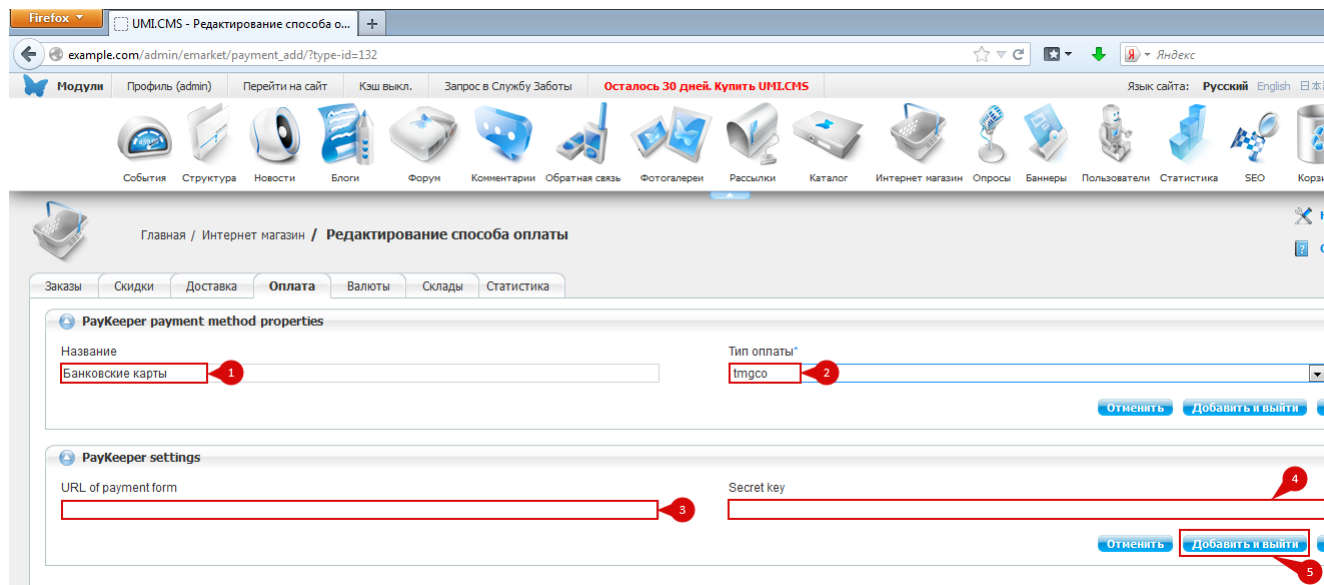 Firefox
UMI.CMS - Редактирование способа о... +
example.com/admin/emarket/payment_add/?type-id=132 Я Яндекс
Модули Профиль (admin) Перейти на сайт Кэш выкл. Запрос в Службу Заботы Осталось 30 дней. Купить UMI.CMS Язык сайта: Русский English 日本
События Структура Новости Блоги Форум Комментарии Обратная связь Фотогалереи Рассылки Каталог Интернет магазин Опросы Баннеры Пользователи Статистика SEO Корзи
Главная / Интернет магазин / Редактирование способа оплаты
Заказы Скидки Доставка Оплата Валюты Склады Статистика
PayKeeper payment method properties
Название Тип оплаты*
Банковские карты 1 tmgco 2
Отменить Добавить и выйти
PayKeeper settings
URL of payment form Secret key 4
3
Отменить Добавить и выйти
5